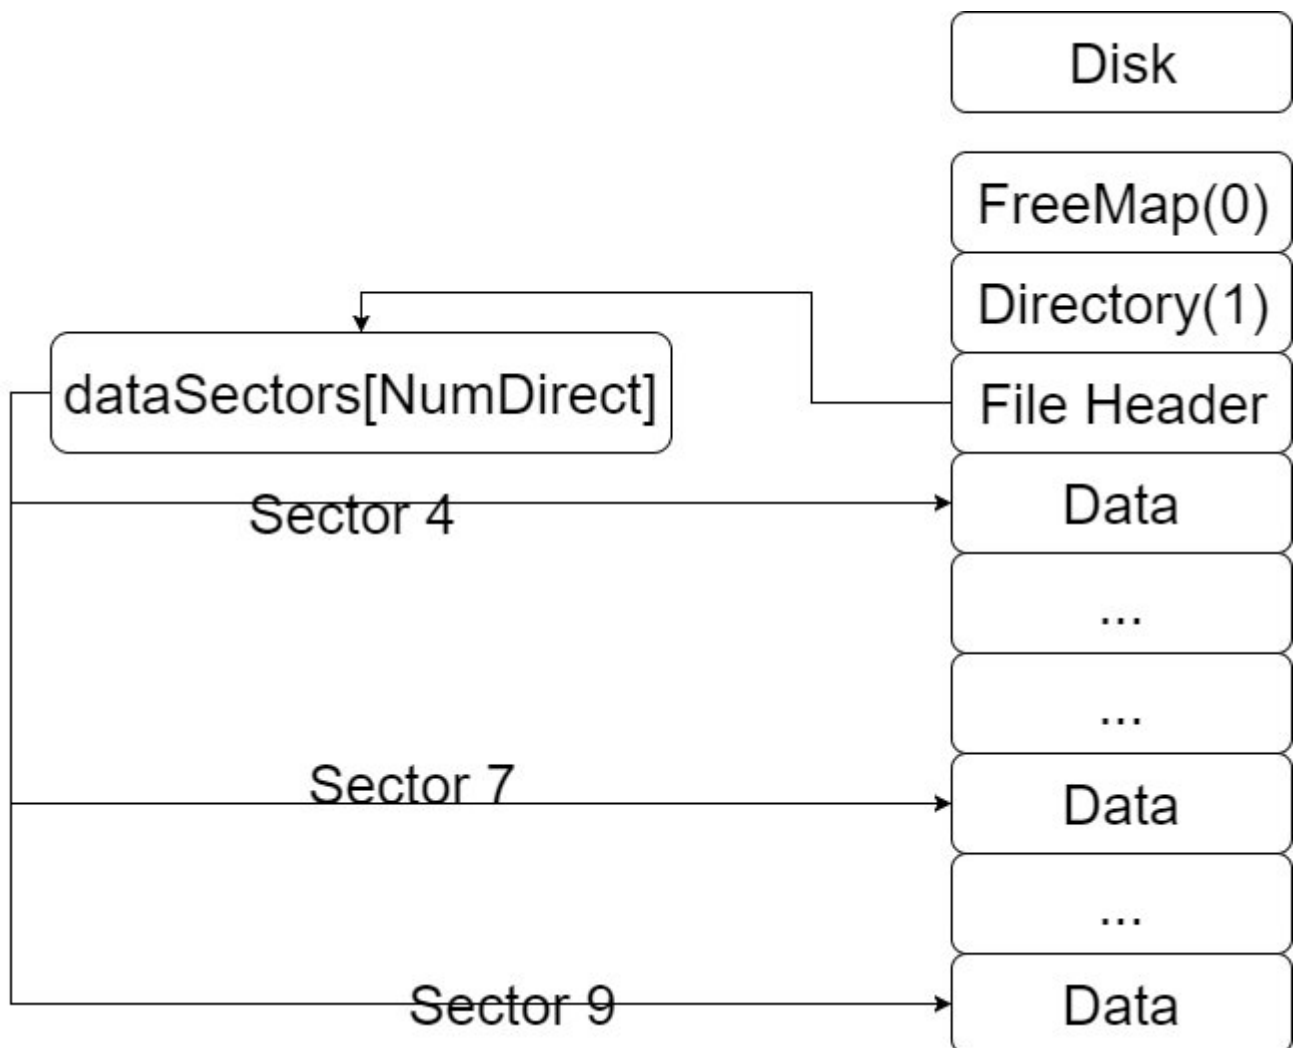 Disk
FreeMap(0)
Directory(1)
dataSectors[NumDirect]
File Header
Sector 4
Data
...
...
Sector 7
Data
...
Sector 9
Data